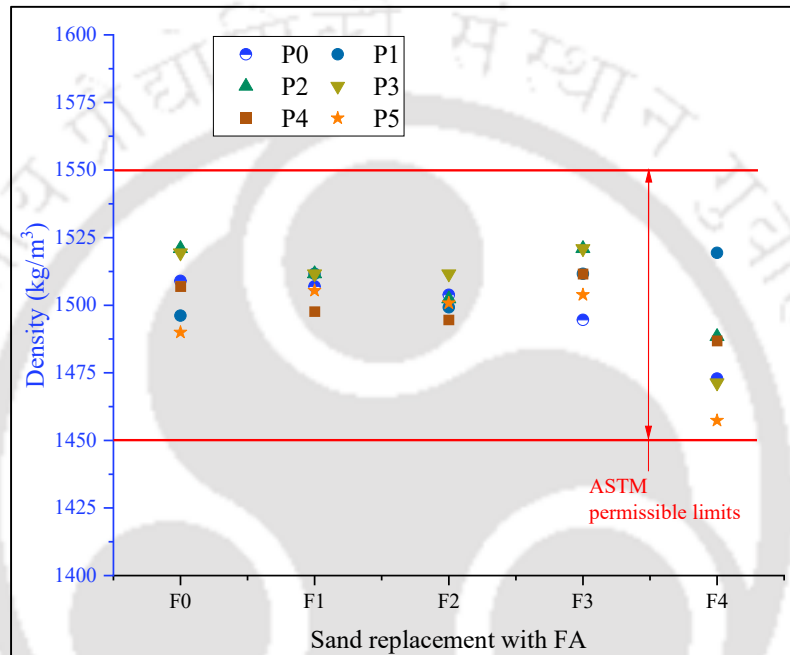 1600
1575
1550
1525
1500
1475
1450
1425
1400
Density (kg/m³)
P0 P1
P2 P3
P4 P5
ASTM
permissible limits
F0 F1 F2 F3 F4
Sand replacement with FA